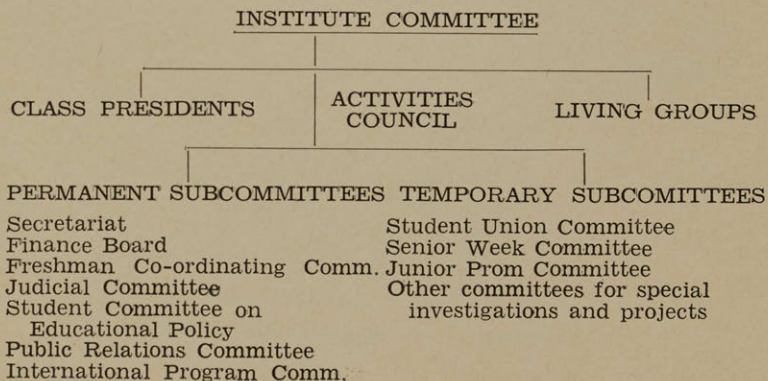 INSTITUTE COMMITTEE
CLASS PRESIDENTS
ACTIVITIES
COUNCIL
LIVING GROUPS
PERMANENT SUBCOMMITTEES
Secretariat
Finance Board
Freshman Co-ordinating Comm.
Judicial Committee
Student Committee on
Educational Policy
Public Relations Committee
International Program Comm.
TEMPORARY SUBCOMITTEES
Student Union Committee
Senior Week Committee
Junior Prom Committee
Other committees for special
investigations and projects